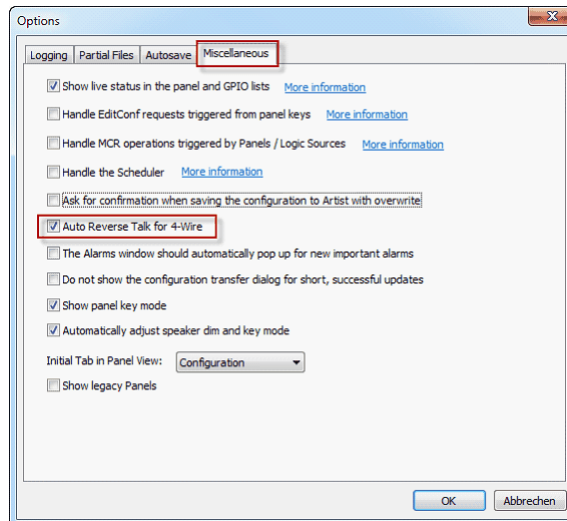 Options
Logging Partial Files Autosave Miscellaneous
Show live status in the panel and GPIO lists More information
Handle EditConf requests triggered from panel keys More information
Handle MCR operations triggered by Panels / Logic Sources More information
Handle the Scheduler More information
Ask for confirmation when saving the configuration to Artist with overwrite
Auto Reverse Talk for 4-Wire
The Alarms window should automatically pop up for new important alarms
Do not show the configuration transfer dialog for short, successful updates
Show panel key mode
Automatically adjust speaker dim and key mode
Initial Tab in Panel View: Configuration
Show legacy Panels
OK Abbrechen